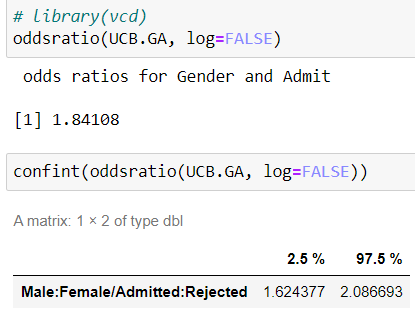 # library(vcd)
oddsratio(UCB.GA, log=FALSE)
odds ratios for Gender and Admit
[1] 1.84108
confint(oddsratio(UCB.GA, log=FALSE))
A matrix: 1 × 2 of type dbl
2.5 % 97.5 %
Male:Female/Admitted:Rejected 1.624377 2.086693